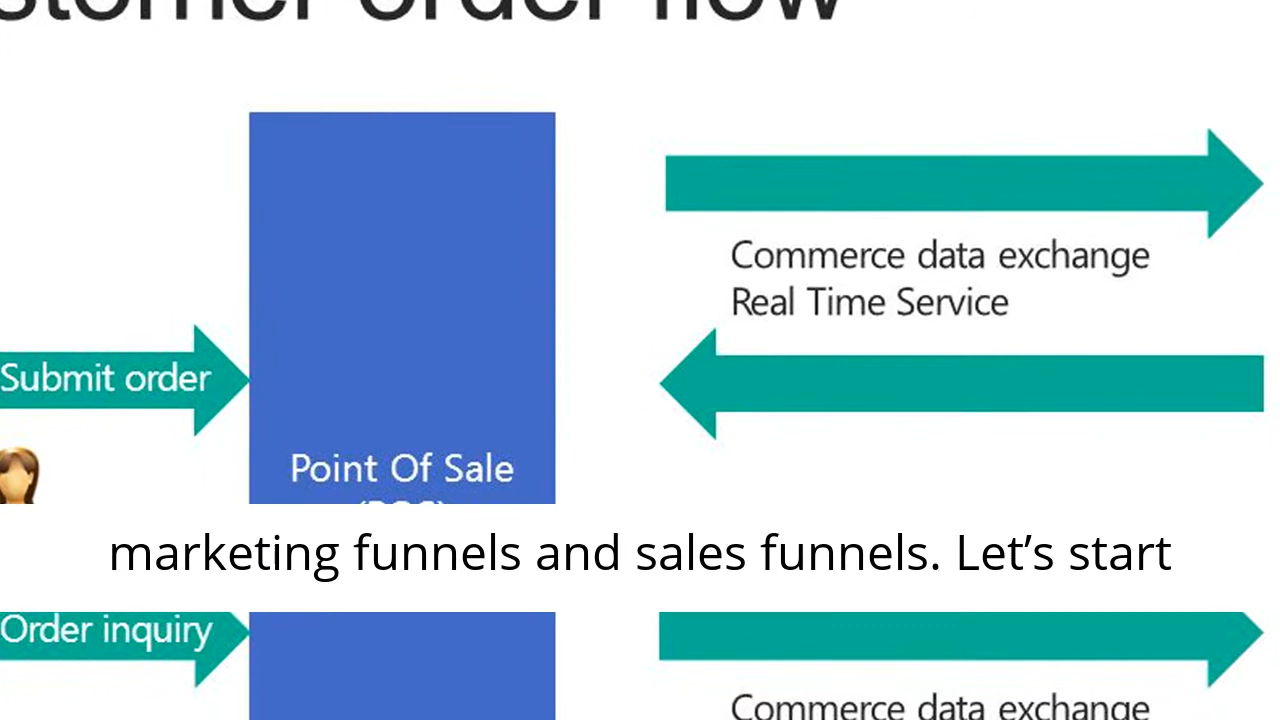 order flow
Commerce data exchange
Real Time Service
Submit order
Point Of Sale
marketing funnels and sales funnels. Let’s start
Order inquiry
Commerce data exchange